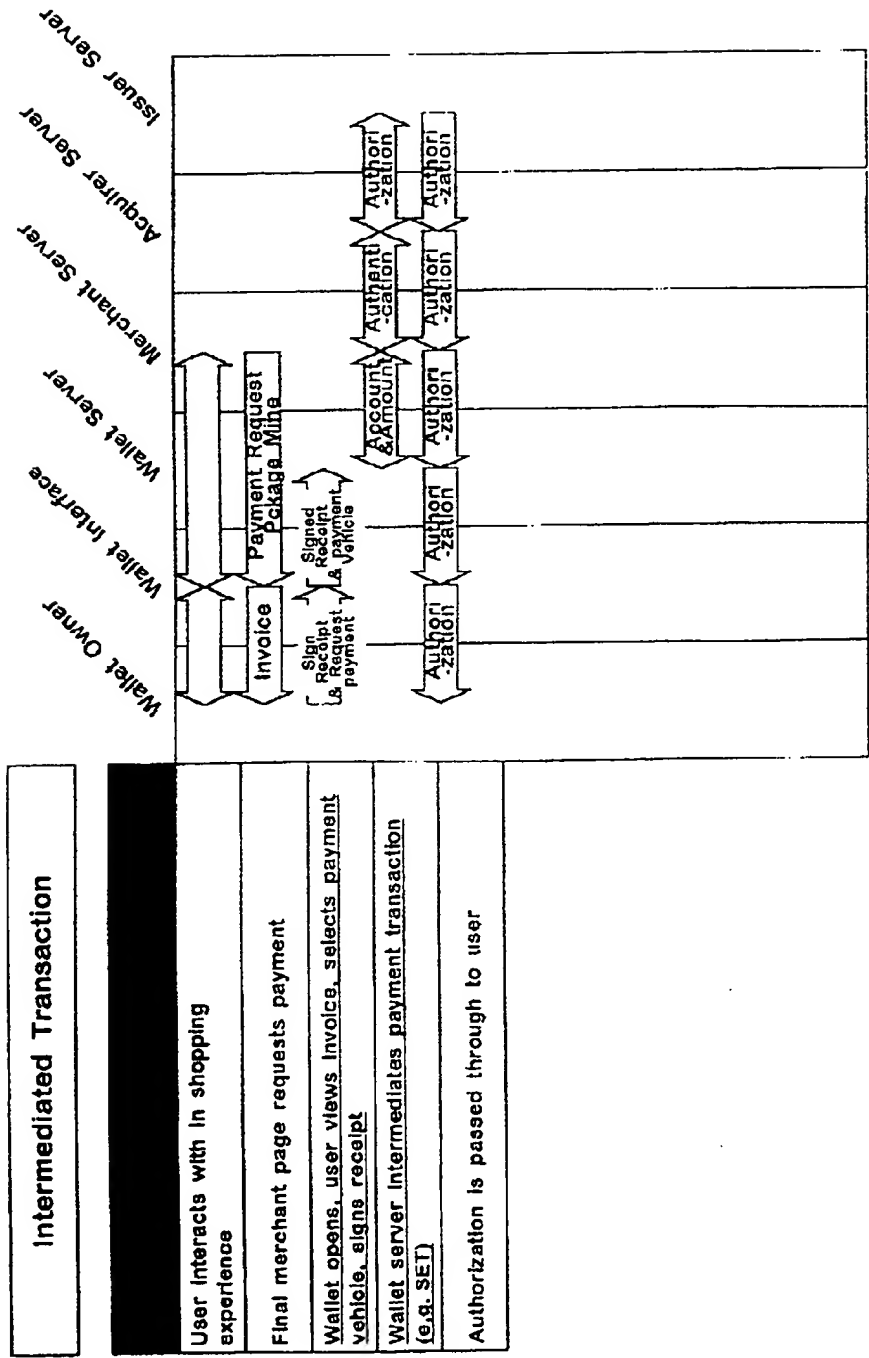 Intermediated Transaction
Wallet Owner
Wallet Interface
Wallet Server
Merchant Server
Acquirer Server
Issuer Server
User Interacts with In shopping
experience
Final merchant page requests payment
Invoice
Payment Request
Pckage Mine
Wallet opens, user views Invoice, selects payment
vehicle, signs receipt
Sign
Receipt
& Request
payment
Signed
Receipt
& payment
Vehicle
Wallet server Intermediates payment transaction
(e.g. SET)
Account
&Amount
Authenti
-cation
Authori
-zation
Authorization is passed through to user
Authori
-zation
Authori
-zation
Authori
-zation
Authori
-zation
Authori
-zation